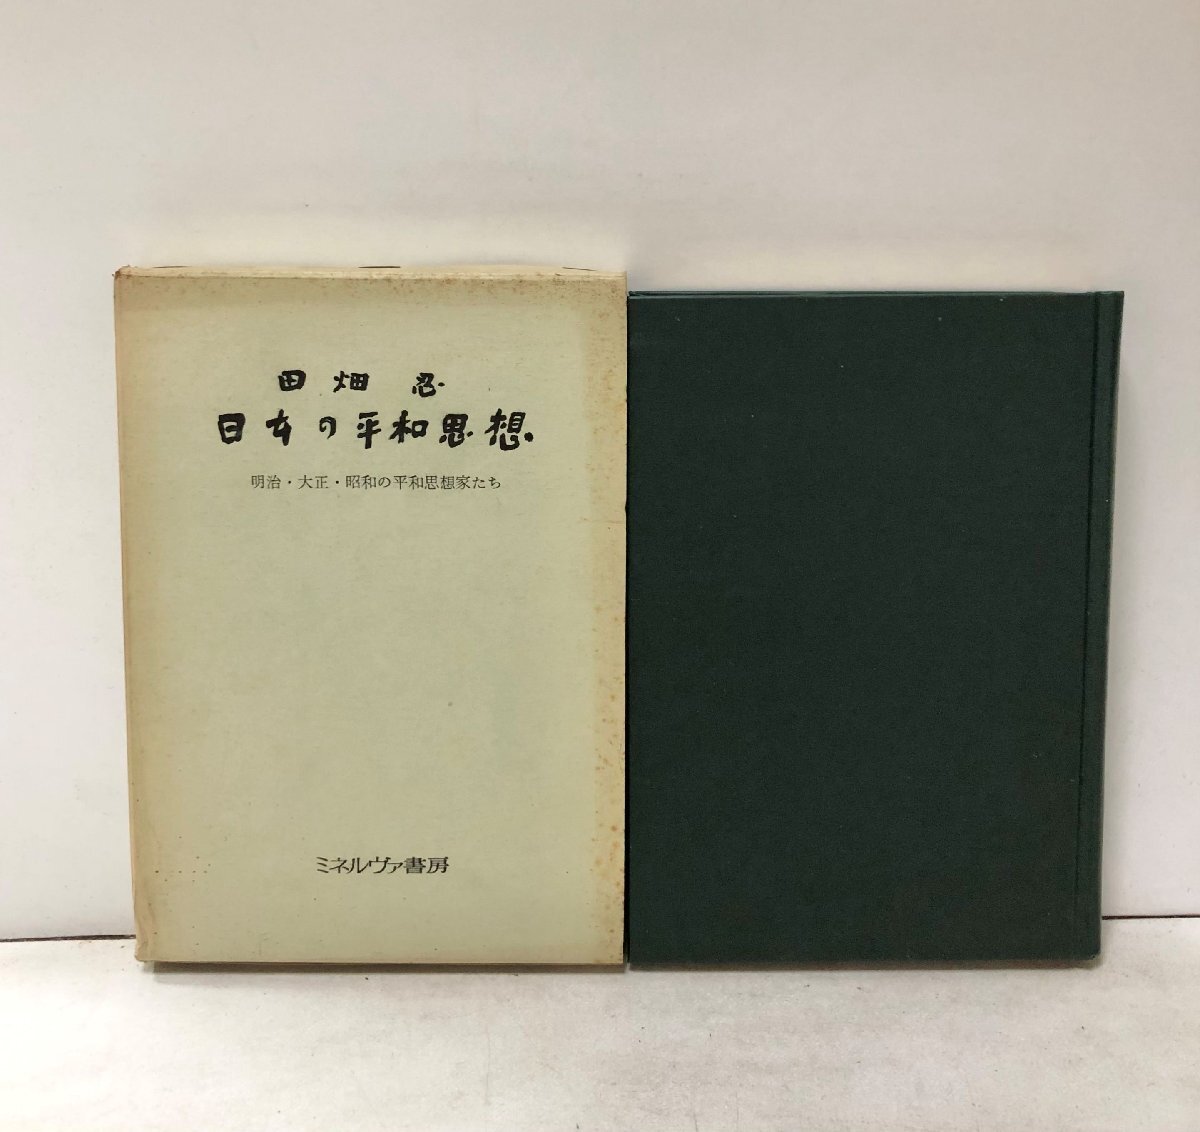 田畑 忍
日本の平和思想
明治・大正・昭和の平和思想家たち
ミネルヴァ書房